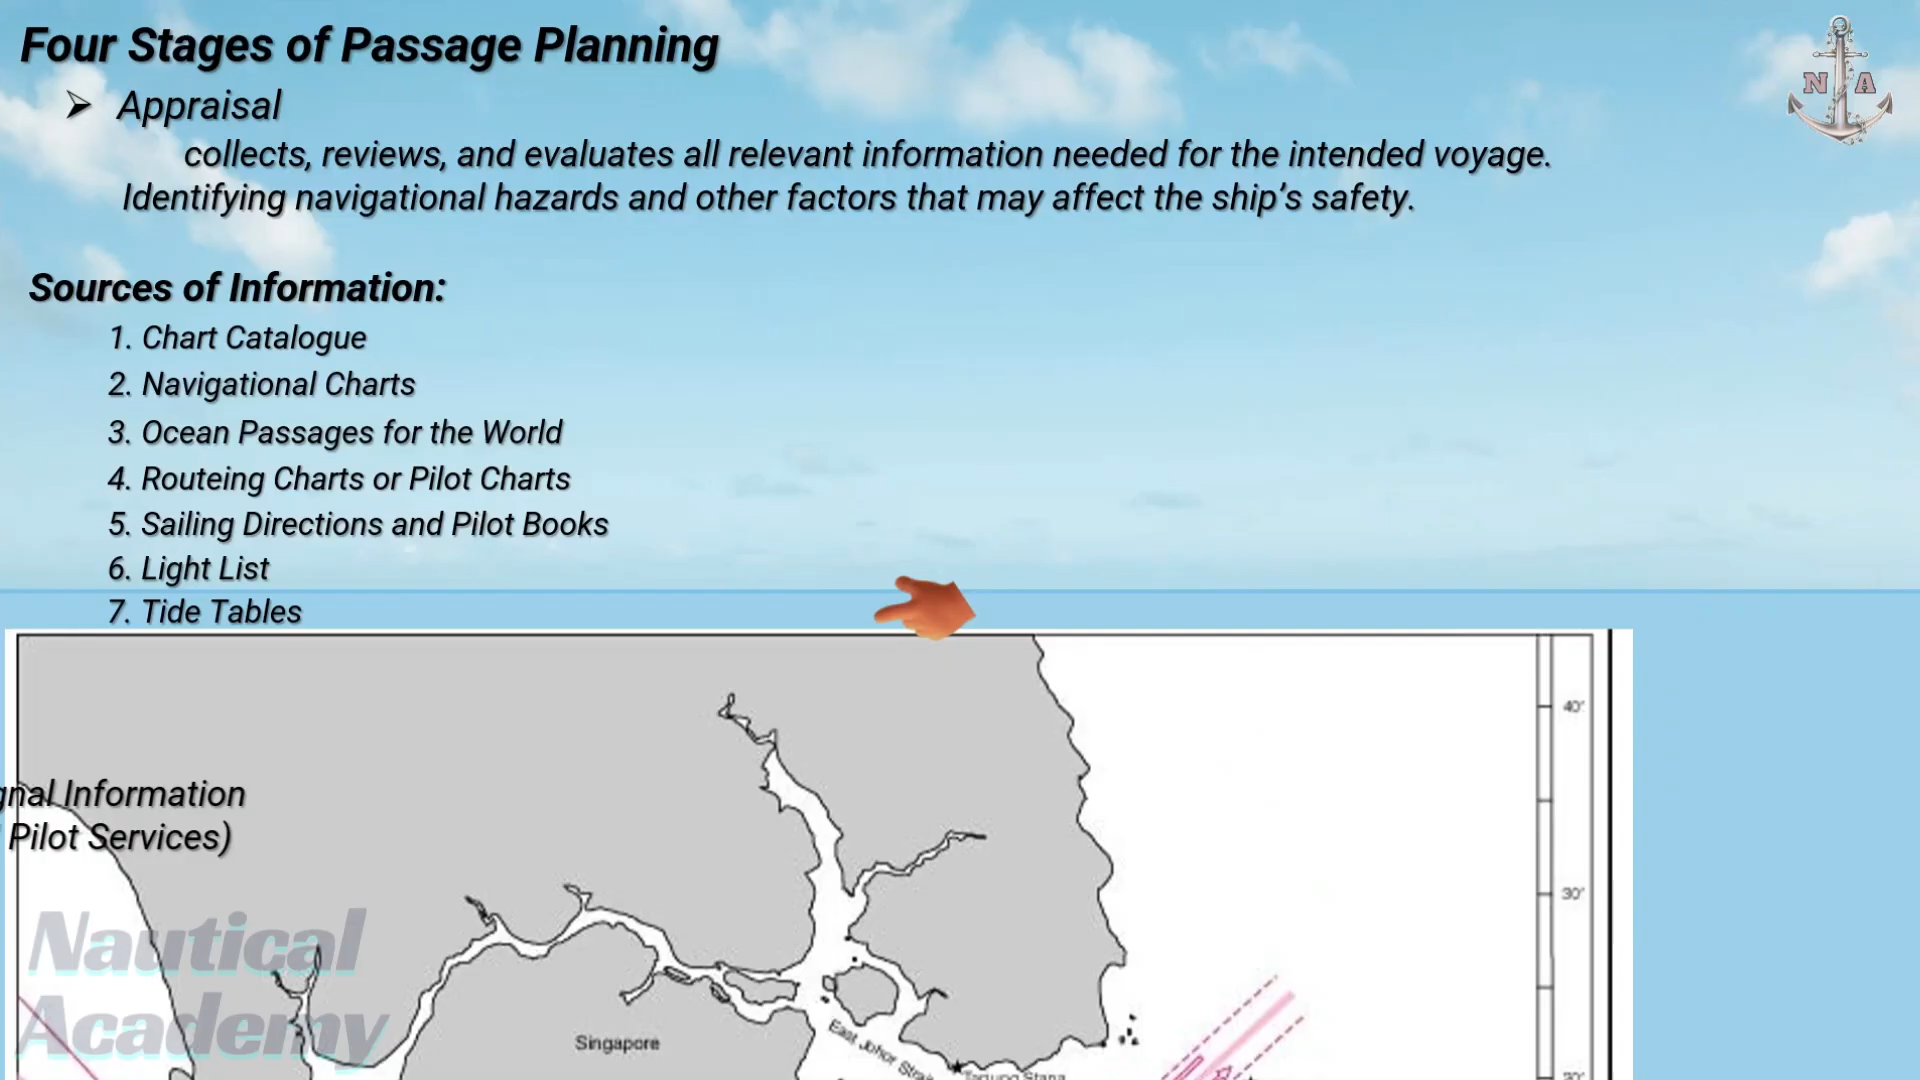 Four Stages of Passage Planning
N A
➢ Appraisal
collects, reviews, and evaluates all relevant information needed for the intended voyage.
Identifying navigational hazards and other factors that may affect the ship’s safety.
Sources of Information:
1. Chart Catalogue
2. Navigational Charts
3. Ocean Passages for the World
4. Routeing Charts or Pilot Charts
5. Sailing Directions and Pilot Books
6. Light List
7. Tide Tables
40'
gnal Information
Pilot Services)
30'
Nautical
Academy
Singapore
East Johor Strai
20'